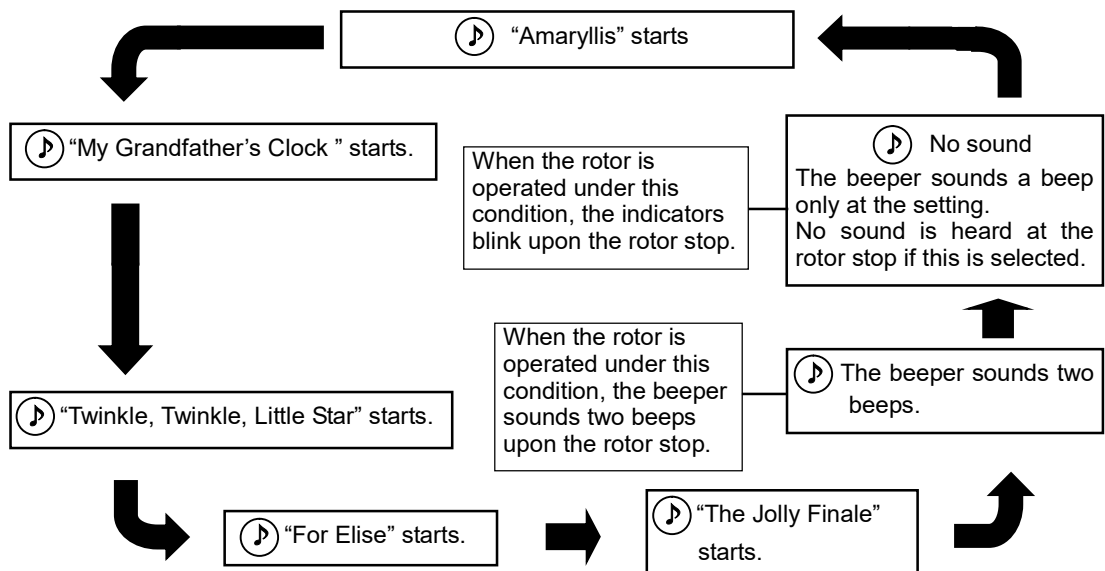 “Amaryllis” starts
“My Grandfather’s Clock ” starts.
“Twinkle, Twinkle, Little Star” starts.
“For Elise” starts.
“The Jolly Finale”
starts.
The beeper sounds two
beeps.
When the rotor is
operated under this
condition, the beeper
sounds two beeps
upon the rotor stop.
No sound
The beeper sounds a beep
only at the setting.
No sound is heard at the
rotor stop if this is selected.
When the rotor is
operated under this
condition, the indicators
blink upon the rotor stop.